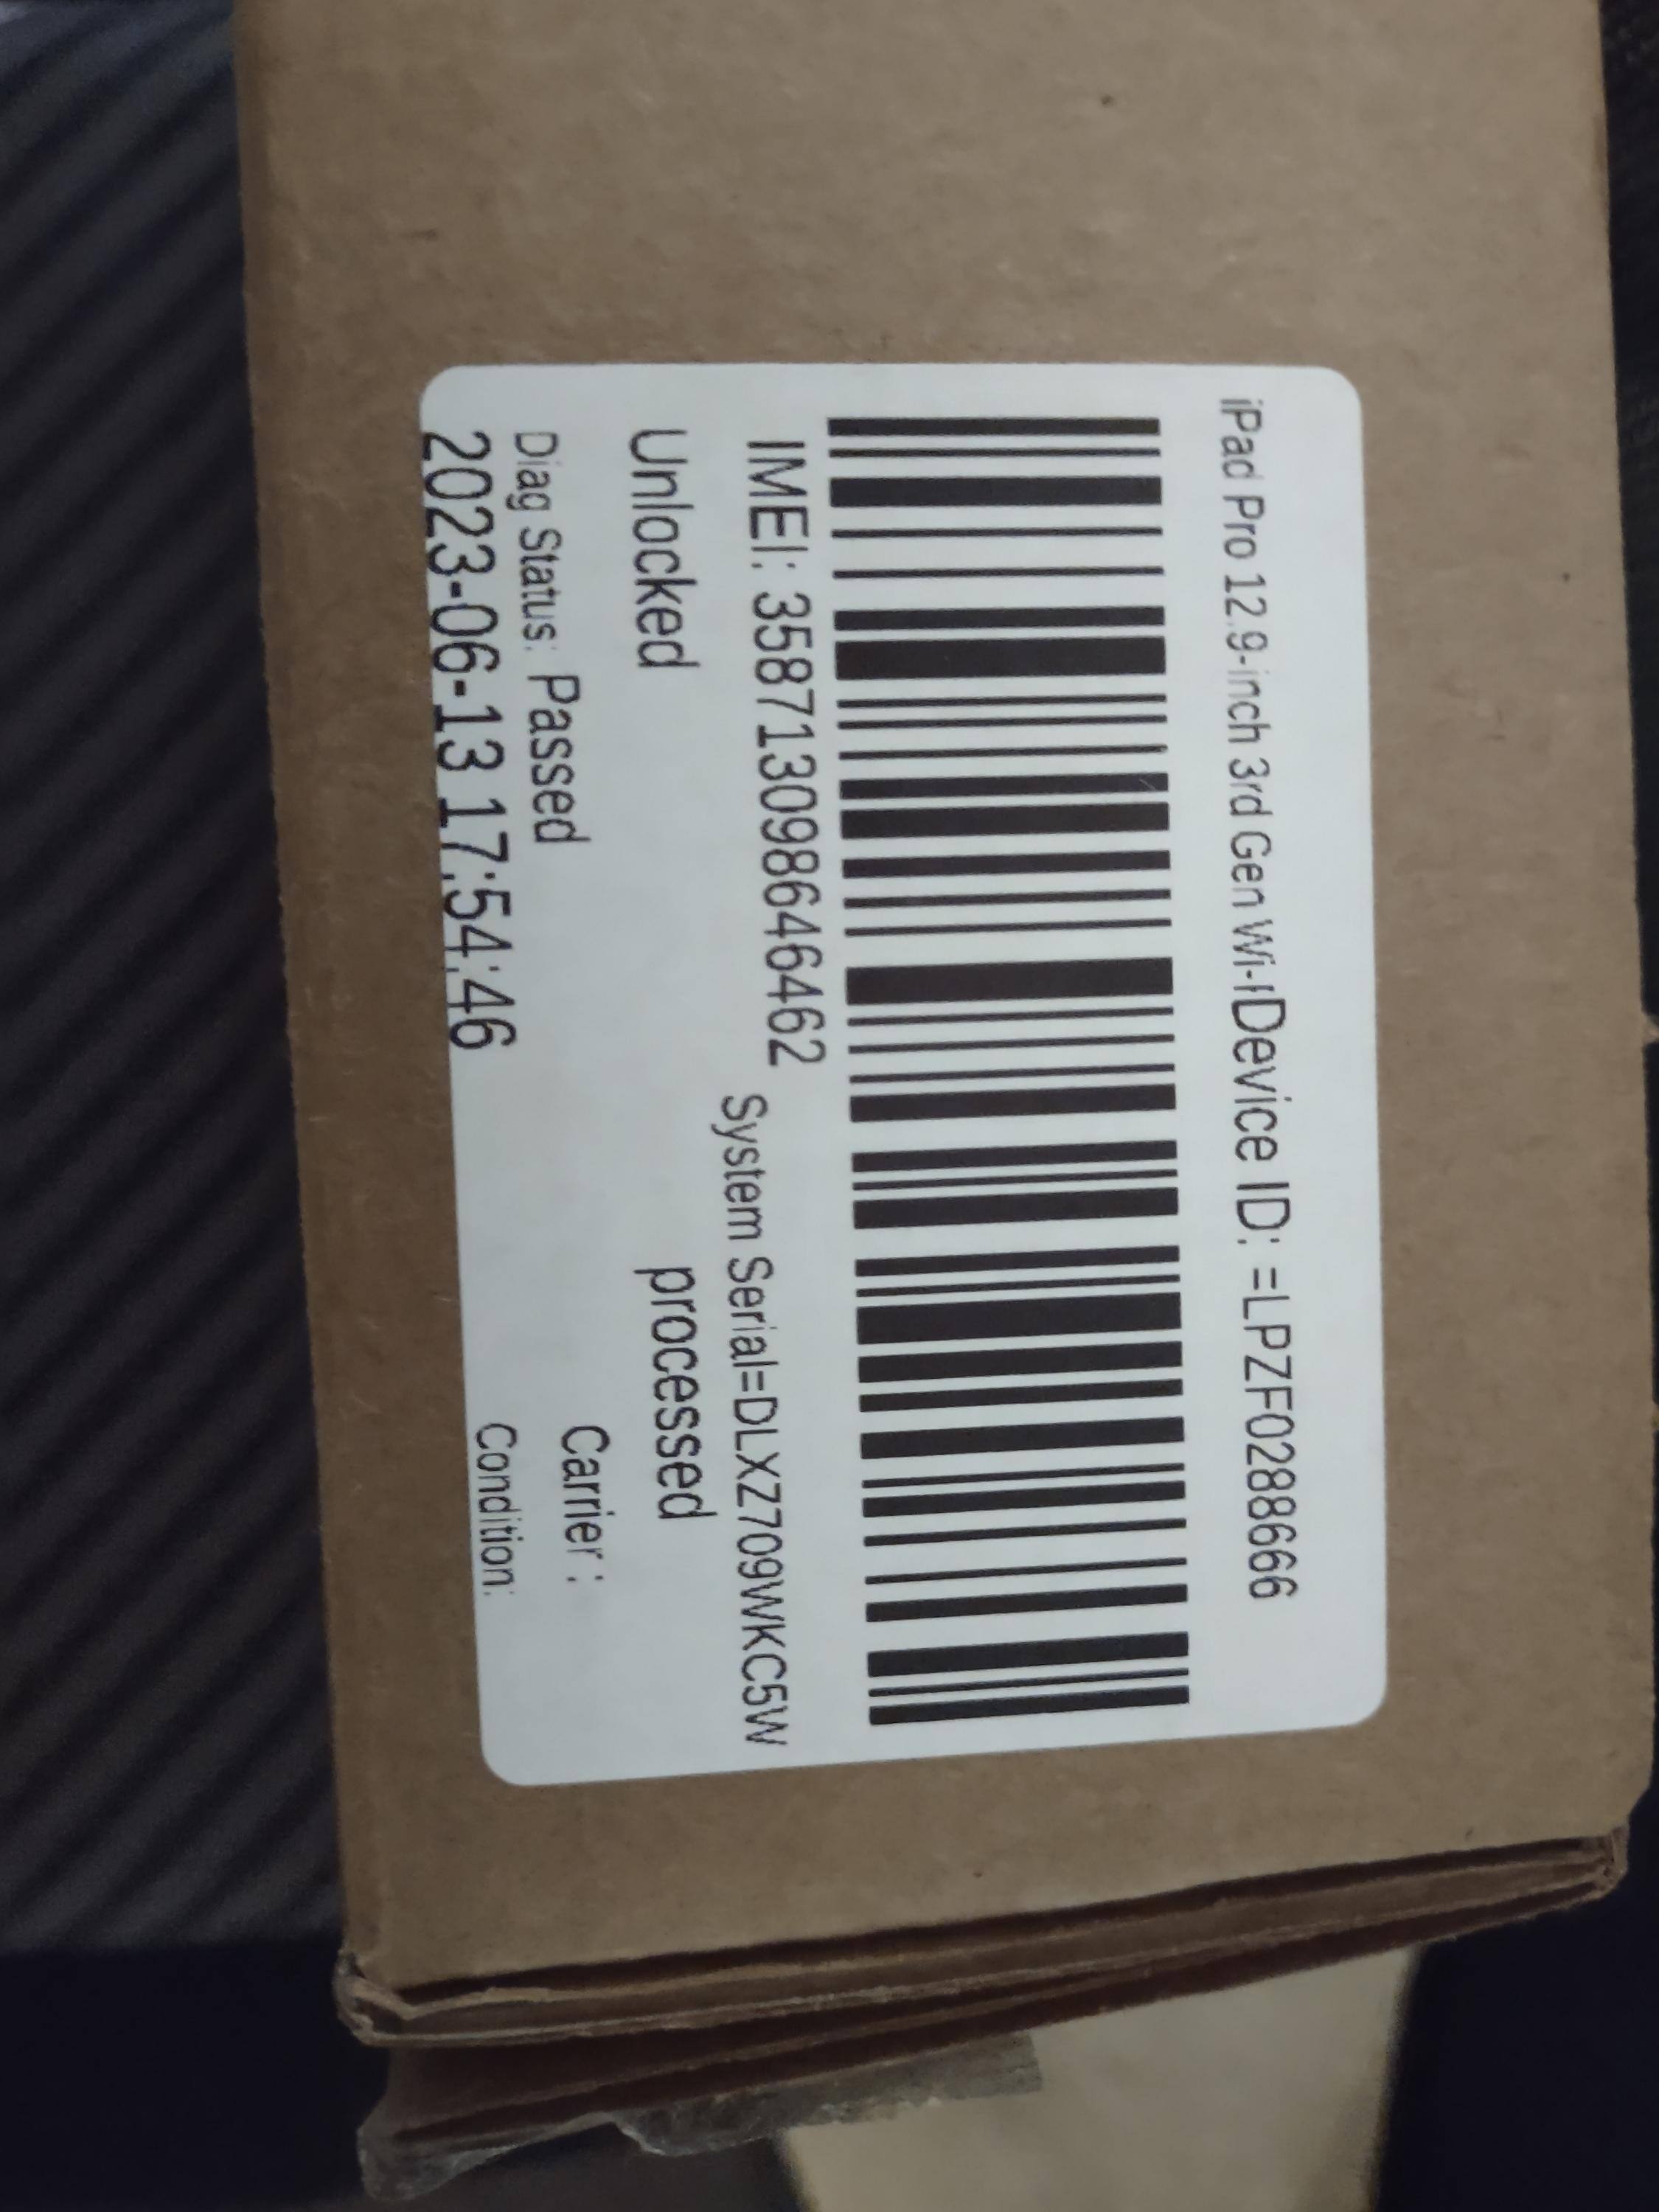 iPad Pro 12.9-inch 3rd Gen Wi-
Device ID: =LPZF0288666
IMEI: 358713098646462
System Serial=DLXZ709WKC5W
Unlocked
processed
Diag Status: Passed
Carrier :
2023-06-13 17:54:46
Condition: